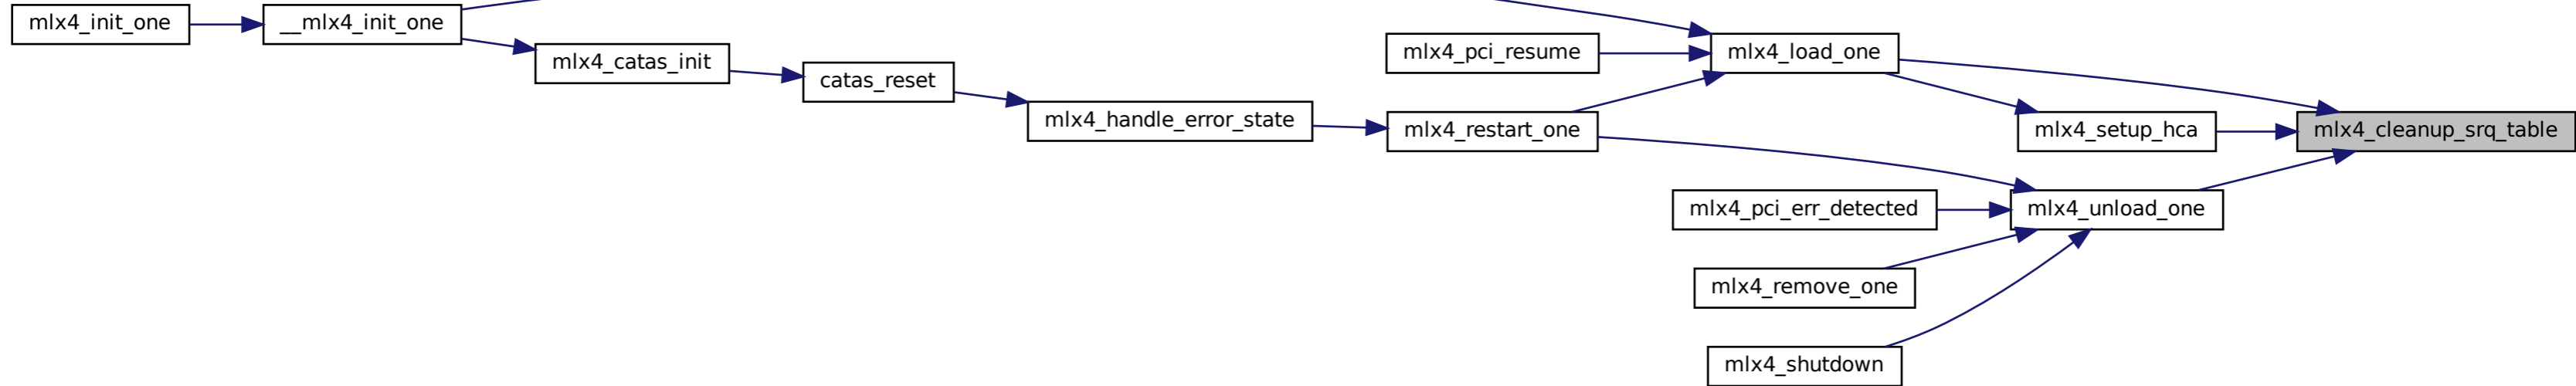 mlx4_init_one
__mlx4_init_one
mlx4_catas_init
catas_reset
mlx4_handle_error_state
mlx4_pci_resume
mlx4_restart_one
mlx4_load_one
mlx4_setup_hca
mlx4_cleanup_srq_table
mlx4_pci_err_detected
mlx4_unload_one
mlx4_remove_one
mlx4_shutdown